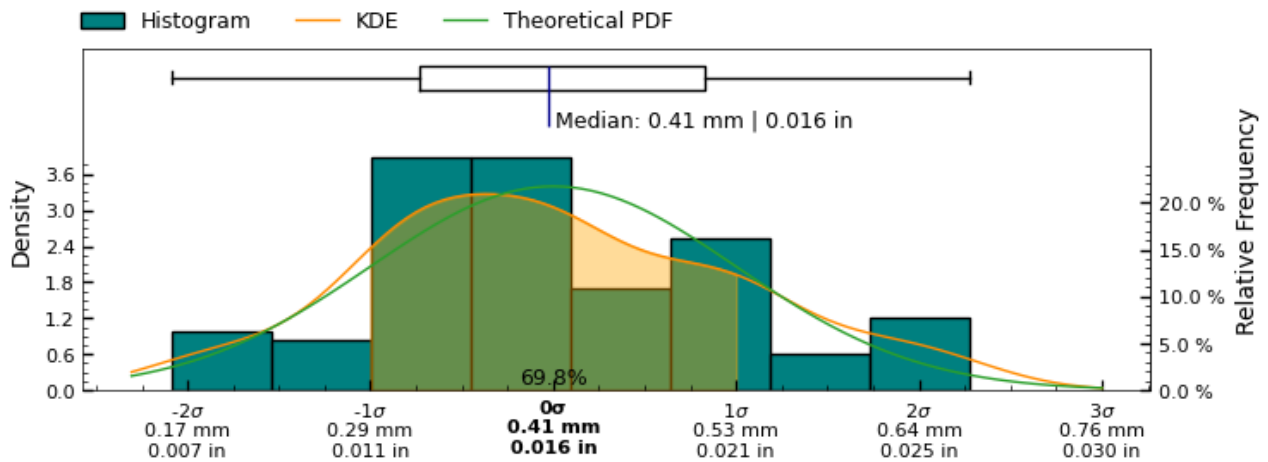 Histogram KDE Theoretical PDF
Median: 0.41 mm | 0.016 in
Density
3.6
3.0
2.4
1.8
1.2
0.6
0.0
69.8%
20.0 %
15.0 %
10.0 %
5.0 %
0.0 %
Relative Frequency
-2σ -1σ 0σ 1σ 2σ 3σ
0.17 mm 0.29 mm 0.41 mm 0.53 mm 0.64 mm 0.76 mm
0.007 in 0.011 in 0.016 in 0.021 in 0.025 in 0.030 in